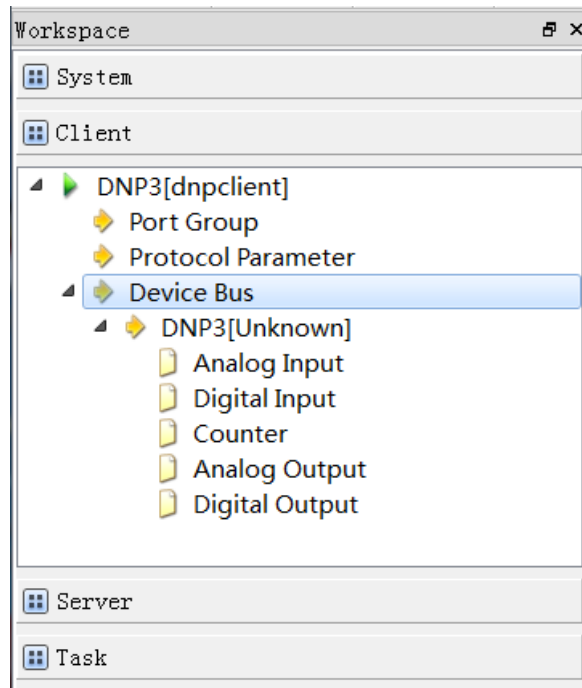 Workspace
System
Client
DNP3[dnpclient]
Port Group
Protocol Parameter
Device Bus
DNP3[Unknown]
Analog Input
Digital Input
Counter
Analog Output
Digital Output
Server
Task